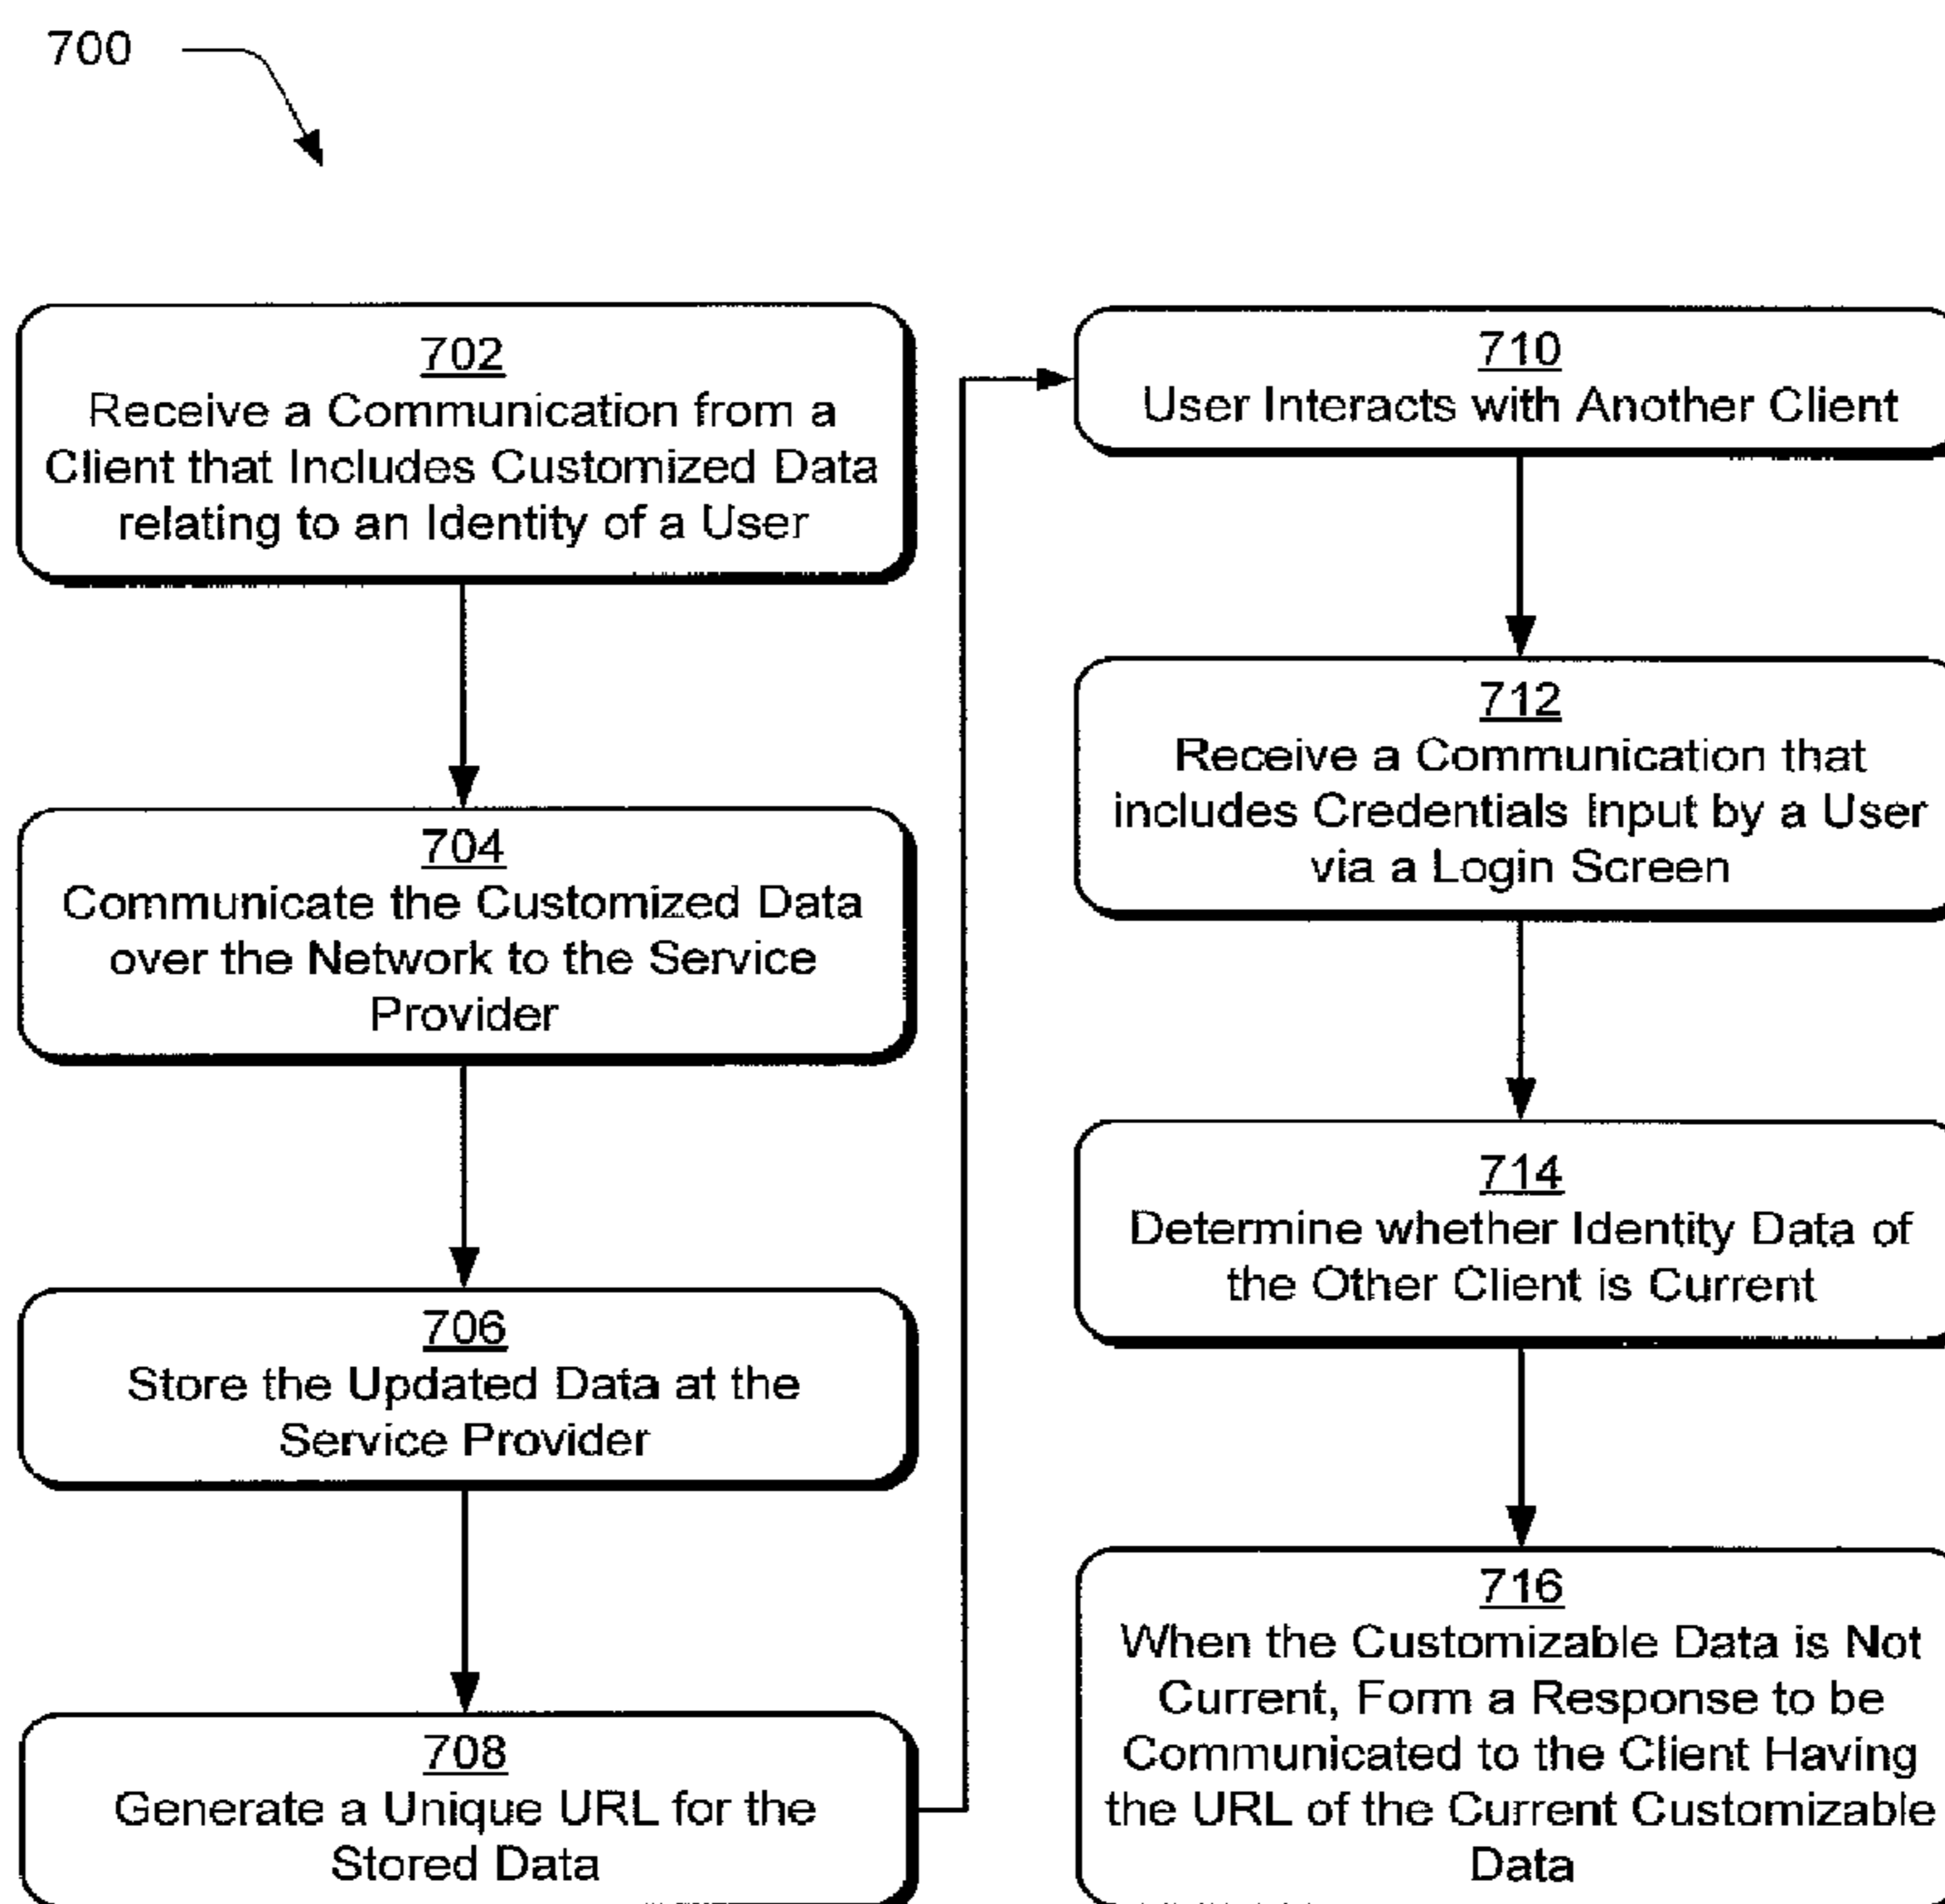 700
702
Receive a Communication from a
Client that Includes Customized Data
relating to an Identity of a User
704
Communicate the Customized Data
over the Network to the Service
Provider
706
Store the Updated Data at the
Service Provider
708
Generate a Unique URL for the
Stored Data
710
User Interacts with Another Client
712
Receive a Communication that
includes Credentials Input by a User
via a Login Screen
714
Determine whether Identity Data of
the Other Client is Current
716
When the Customizable Data is Not
Current, Form a Response to be
Communicated to the Client Having
the URL of the Current Customizable
Data